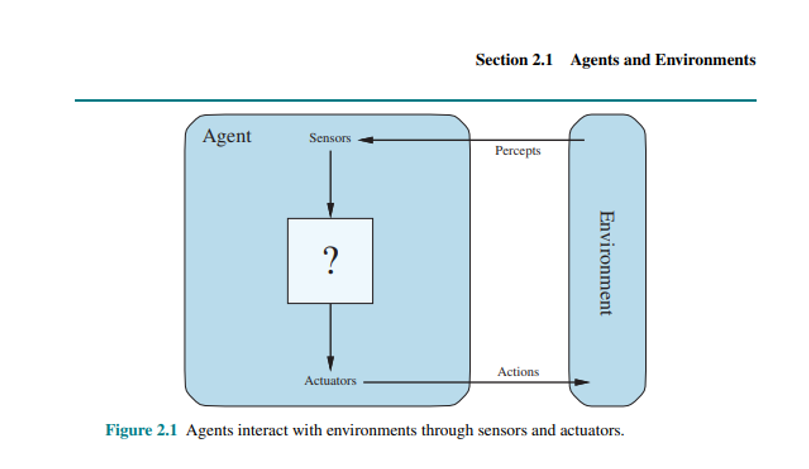 Section 2.1 Agents and Environments
Agent
Sensors
Percepts
?
Environment
Actuators
Actions
Figure 2.1 Agents interact with environments through sensors and actuators.